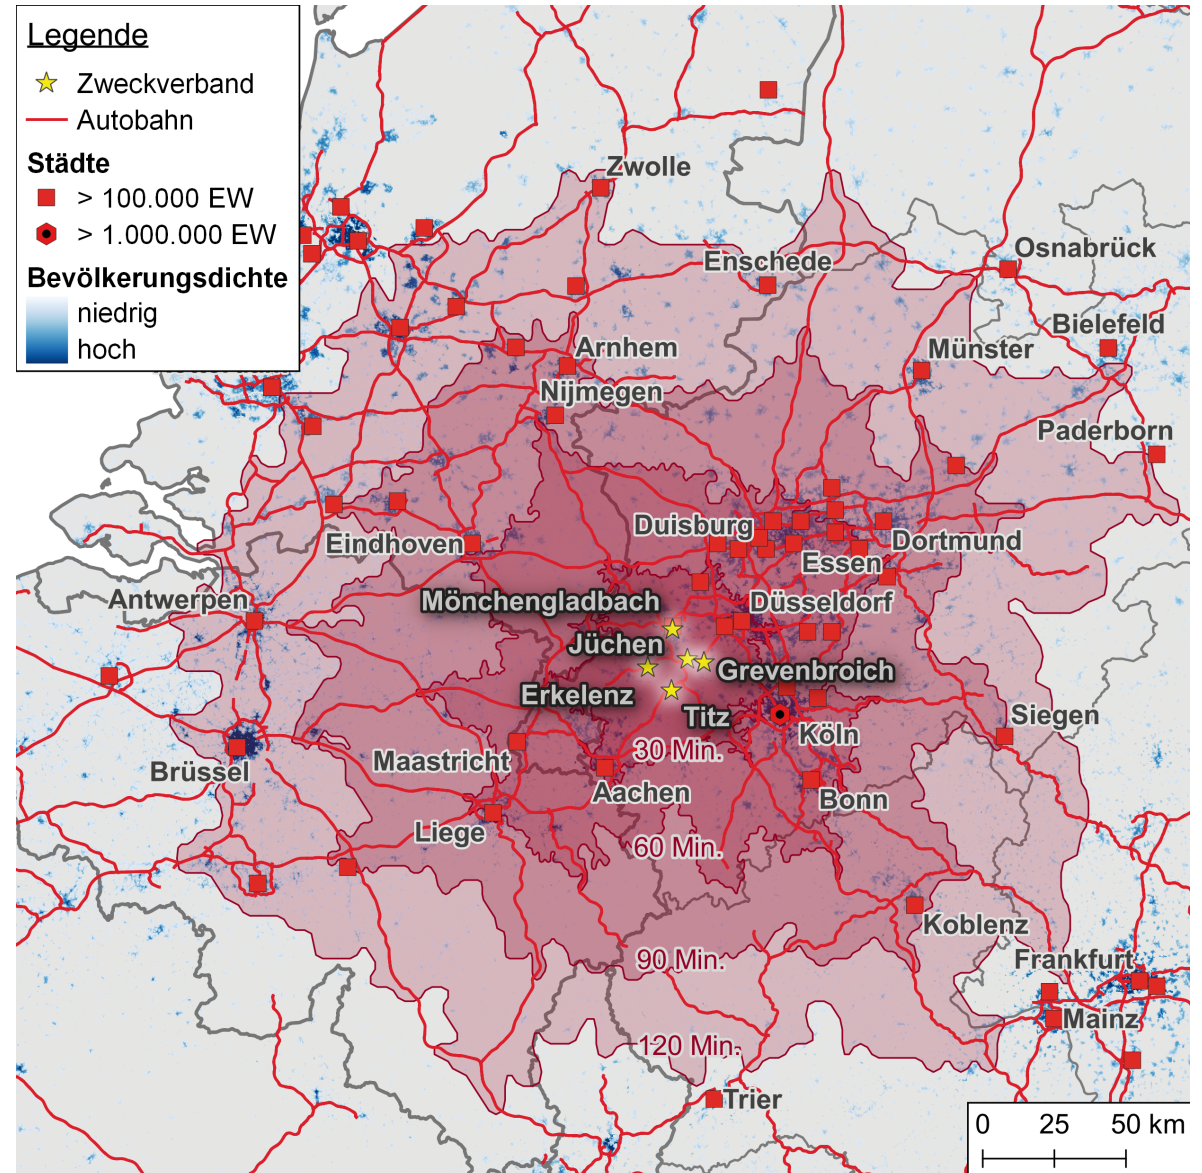 Legende
Zweckverband
Autobahn
Städte
> 100.000 EW
> 1.000.000 EW
Bevölkerungsdichte
niedrig
hoch
Zwolle
Osnabrück
Enschede
Bielefeld
Arnhem
Münster
Nijmegen
Paderborn
Duisburg
Eindhoven
Dortmund
Essen
Antwerpen
Mönchengladbach
Düsseldorf
Jüchen
Grevenbroich
Erkelenz
Titz
Siegen
Köln
30 Min.
Maastricht
Brüssel
Aachen
Bonn
Liege
60 Min.
Koblenz
90 Min.
Frankfurt
Mainz
120 Min.
Trier
0 25 50 km